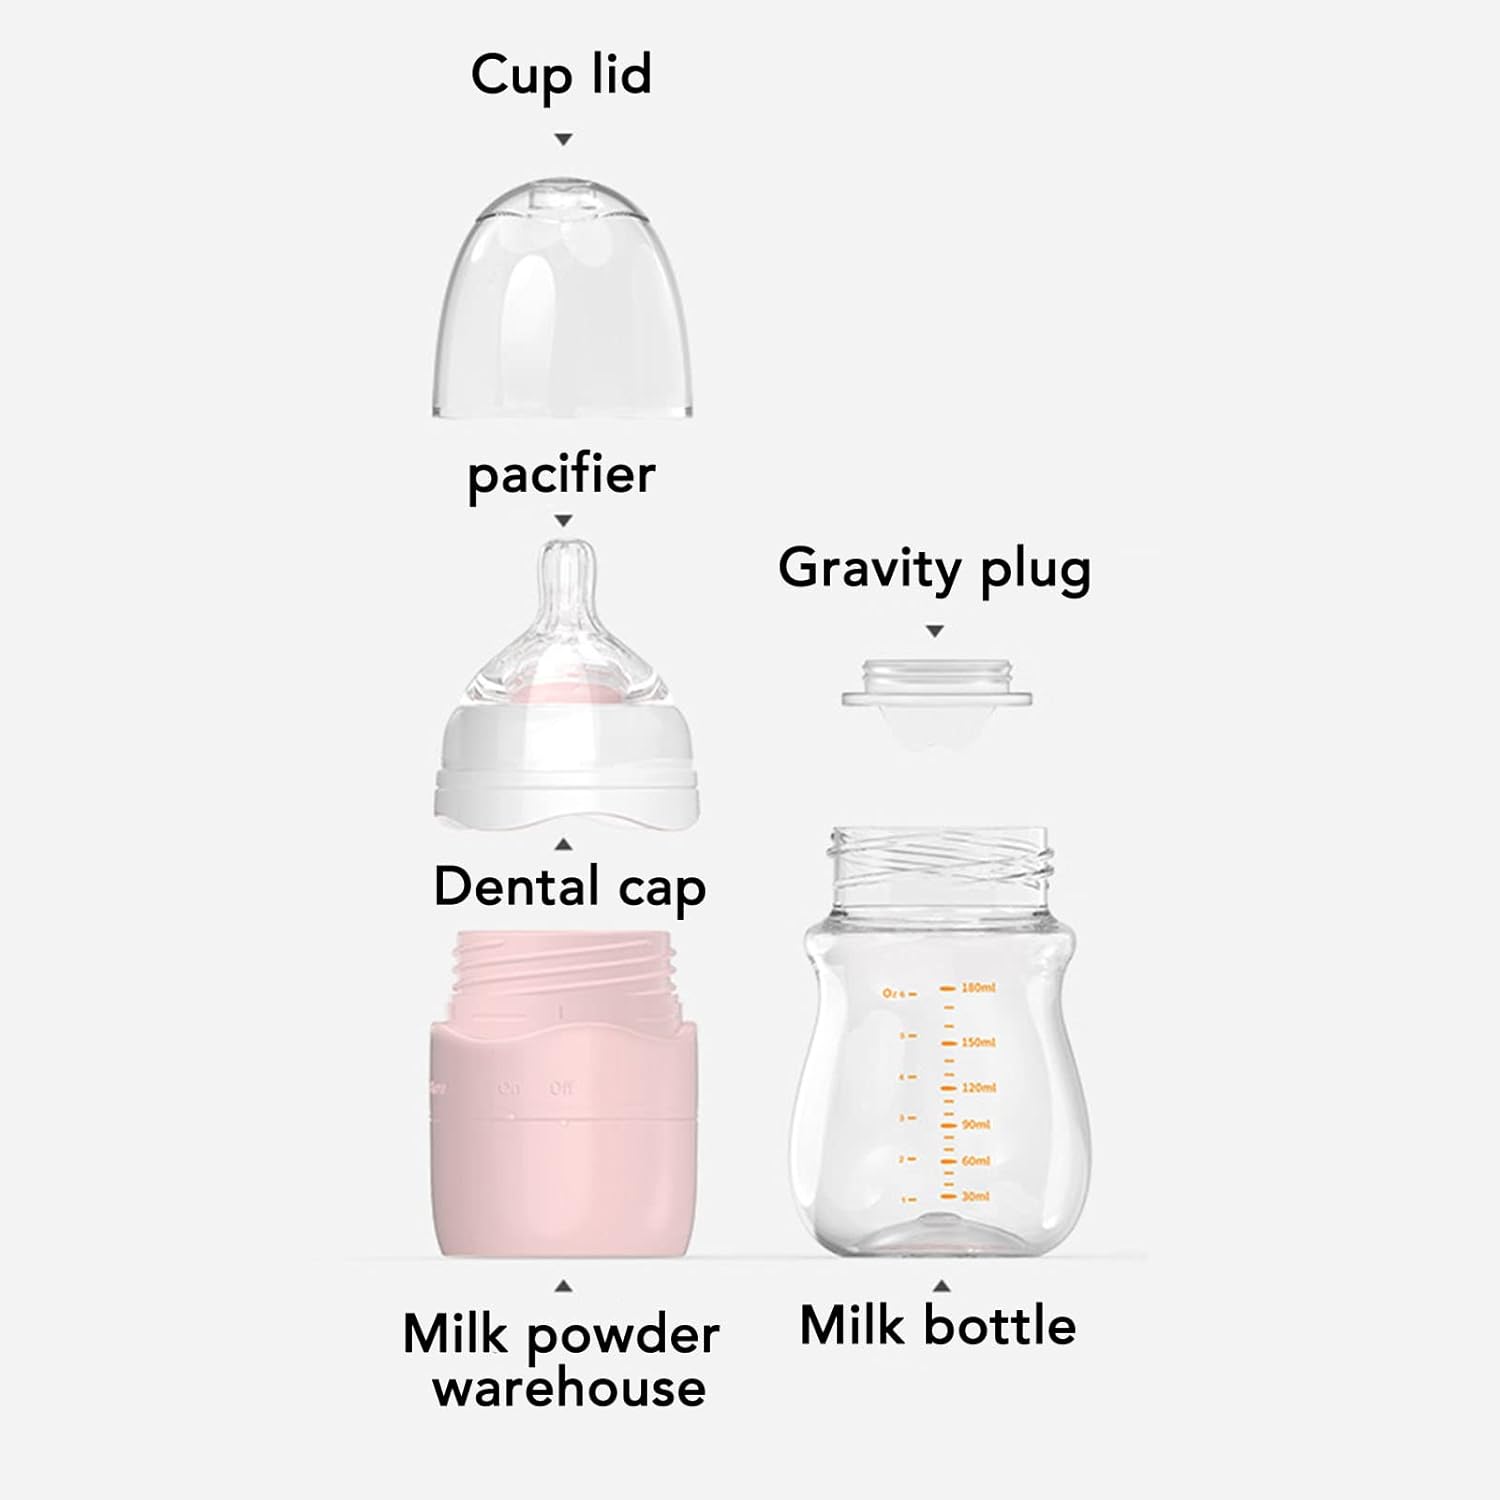 Cup lid
pacifier
Gravity plug
Dental cap
On Off
Oz 6 180ml
5 150ml
4 120ml
3 90ml
2 60ml
1 30ml
Milk powder
warehouse
Milk bottle